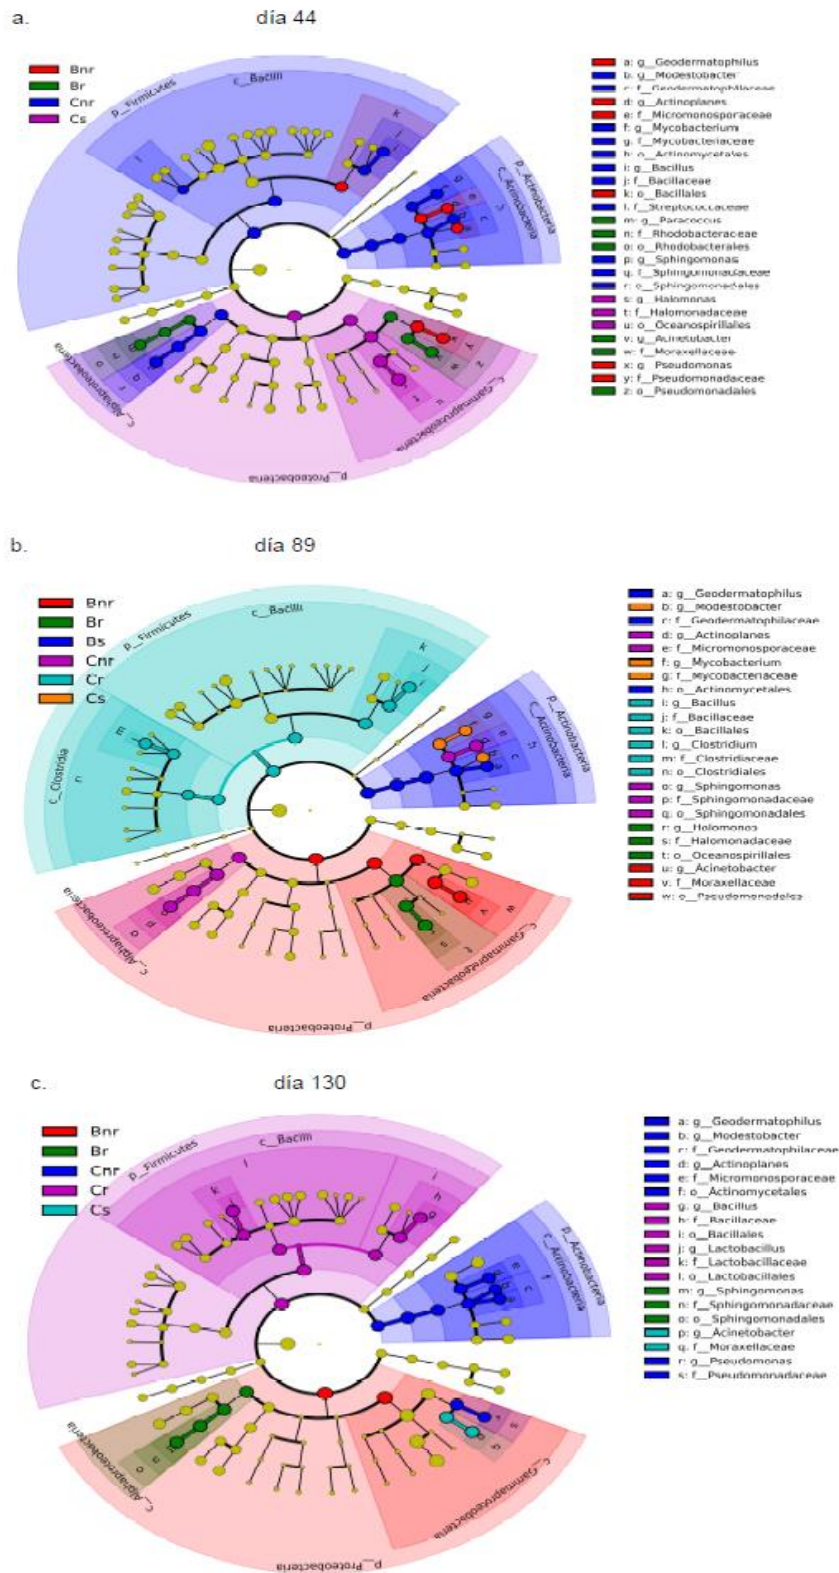 a.
día 44
Bnr
Br
Cnr
Cs
p__Firmicutes
c__Bacilli
p__Actinobacteria
c__Actinobacteria
c__Alphaproteobacteria
c__Gammaproteobacteria
p__Proteobacteria
a: g__Geodermatophilus
b: g__Modestobacter
c: f__Geodermatophilaceae
d: g__Actinoplanes
e: f__Micromonosporaceae
f: g__Mycobacterium
g: f__Mycobacteriaceae
h: o__Actinomycetales
i: g__Bacillus
j: f__Bacillaceae
k: o__Bacillales
l: f__Streptococcaceae
m: g__Paracoccus
n: f__Rhodobacteraceae
o: o__Rhodobacterales
p: g__Sphingomonas
q: f__Sphingomonadaceae
r: o__Sphingomonadales
s: g__Halomonas
t: f__Halomonadaceae
u: o__Oceanospirillales
v: g__Acinetobacter
w: f__Moraxellaceae
x: g__Pseudomonas
y: f__Pseudomonadaceae
z: o__Pseudomonadales
b.
día 89
Bnr
Br
Bs
Cnr
Cr
Cs
p__Firmicutes
c__Bacilli
c__Clostridia
p__Actinobacteria
c__Actinobacteria
c__Alphaproteobacteria
c__Gammaproteobacteria
p__Proteobacteria
a: g__Geodermatophilus
b: g__Modestobacter
c: f__Geodermatophilaceae
d: g__Actinoplanes
e: f__Micromonosporaceae
f: g__Mycobacterium
g: f__Mycobacteriaceae
h: o__Actinomycetales
i: g__Bacillus
j: f__Bacillaceae
k: o__Bacillales
l: g__Clostridium
m: f__Clostridiaceae
n: o__Clostridiales
o: g__Sphingomonas
p: f__Sphingomonadaceae
q: o__Sphingomonadales
r: g__Halomonas
s: f__Halomonadaceae
t: o__Oceanospirillales
u: g__Acinetobacter
v: f__Moraxellaceae
w: o__Pseudomonadales
c.
día 130
Bnr
Br
Cnr
Cr
Cs
p__Firmicutes
c__Bacilli
p__Actinobacteria
c__Actinobacteria
c__Alphaproteobacteria
c__Gammaproteobacteria
p__Proteobacteria
a: g__Geodermatophilus
b: g__Modestobacter
c: f__Geodermatophilaceae
d: g__Actinoplanes
e: f__Micromonosporaceae
f: o__Actinomycetales
g: g__Bacillus
h: f__Bacillaceae
i: o__Bacillales
j: g__Lactobacillus
k: f__Lactobacillaceae
l: o__Lactobacillales
m: g__Sphingomonas
n: f__Sphingomonadaceae
o: o__Sphingomonadales
p: g__Acinetobacter
q: f__Moraxellaceae
r: g__Pseudomonas
s: f__Pseudomonadaceae